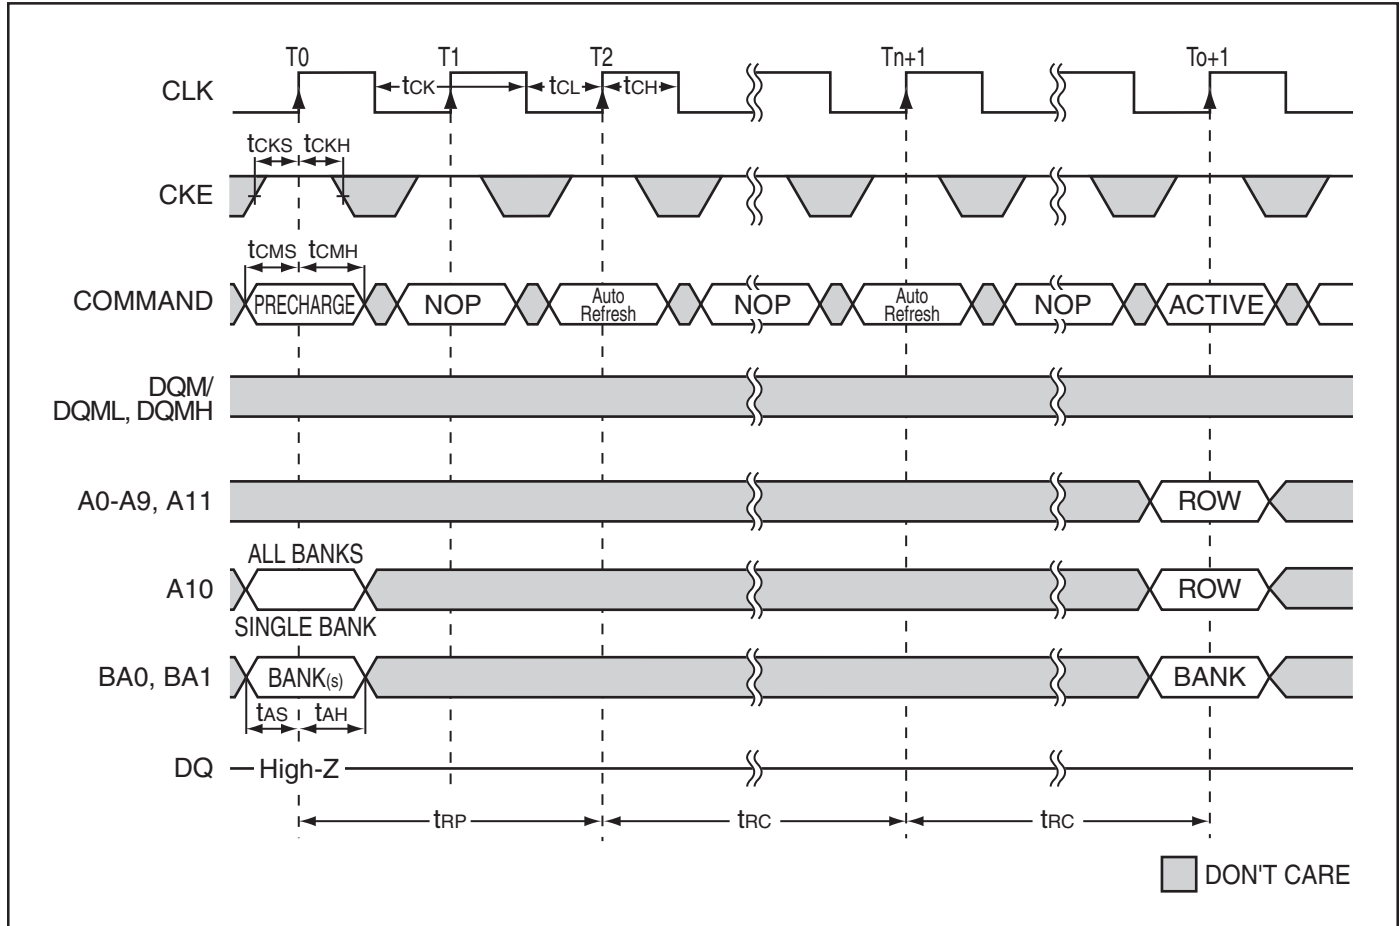 T0 T1 T2 Tn+1 To+1
CLK tCK tCL tCH
tCKS tCKH
CKE
tCMS tCMH
COMMAND PRECHARGE NOP Auto Refresh NOP Auto Refresh NOP ACTIVE
DQM/
DQML, DQMH
A0-A9, A11 ROW
ALL BANKS
A10 ROW
SINGLE BANK
BA0, BA1 BANK(s) BANK
tAS tAH
DQ High-Z
tRP tRC tRC
DON'T CARE